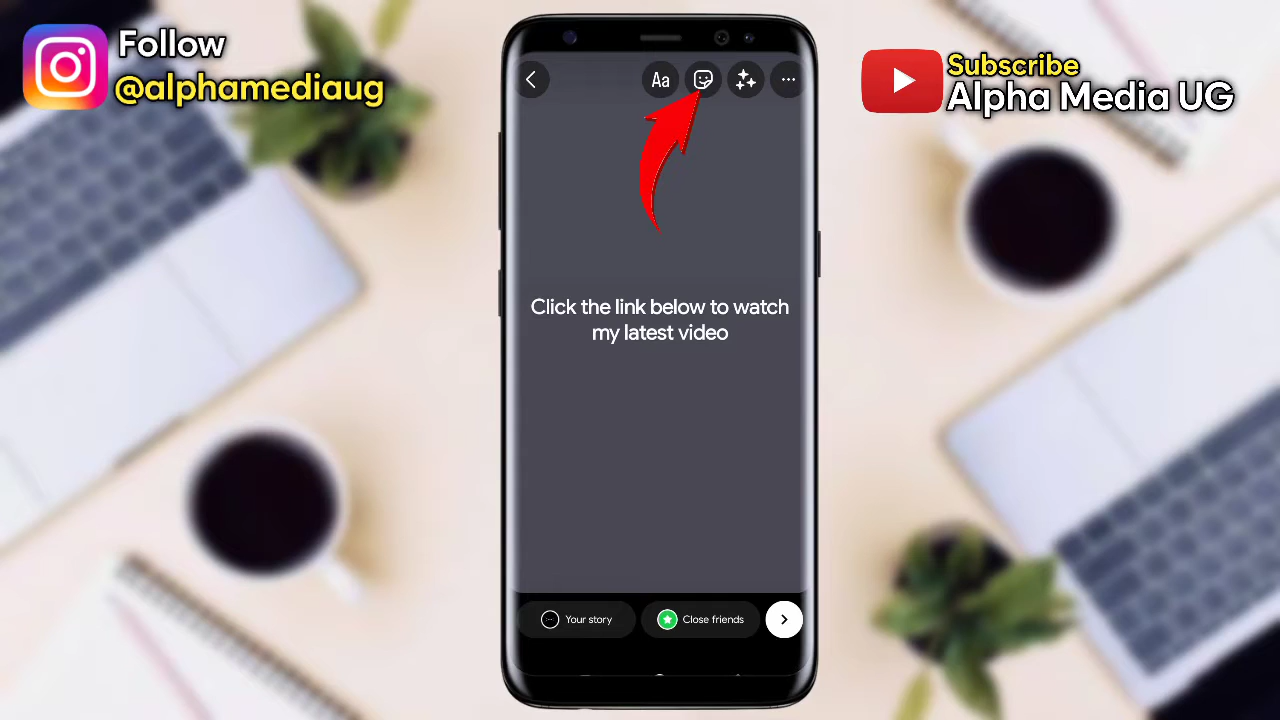 Follow
@alphamediaug
Subscribe
Alpha Media UG
Aa
Click the link below to watch
my latest video
Your story
Close friends